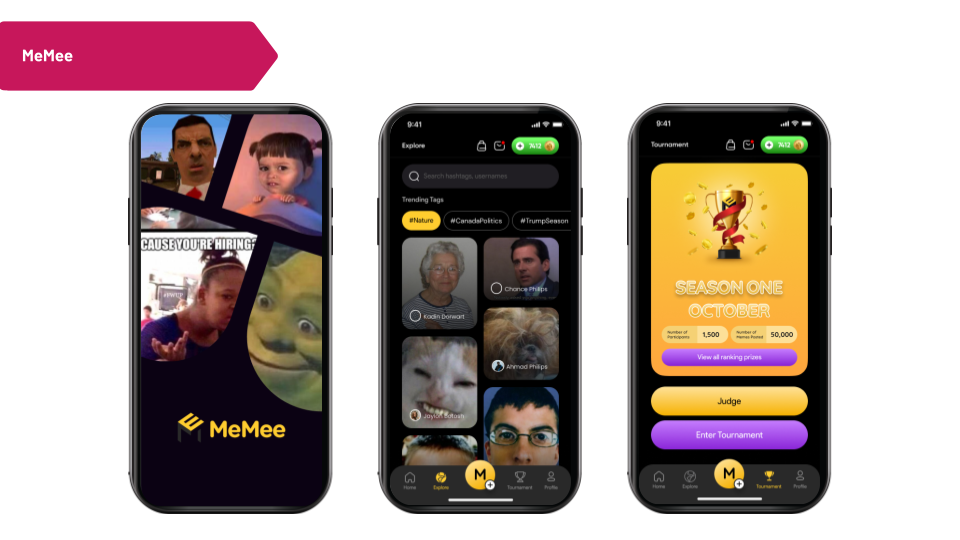 MeMee
CAUSE YOU'RE HIRING?
MeMee
9:41
Explore
7412
Search hashtags, usernames
Trending Tags
#Nature
#CanadaPolitics
#TrumpSeason
Kadin Dorwart
Chance Philips
Ahmad Philips
M
Home
Explore
Tournament
Profile
9:41
Tournament
7412
SEASON ONE
OCTOBER
Number of
Participants
1,500
Number of
Memes Posted
50,000
View all ranking prizes
Judge
Enter Tournament
M
Home
Explore
Tournament
Profile